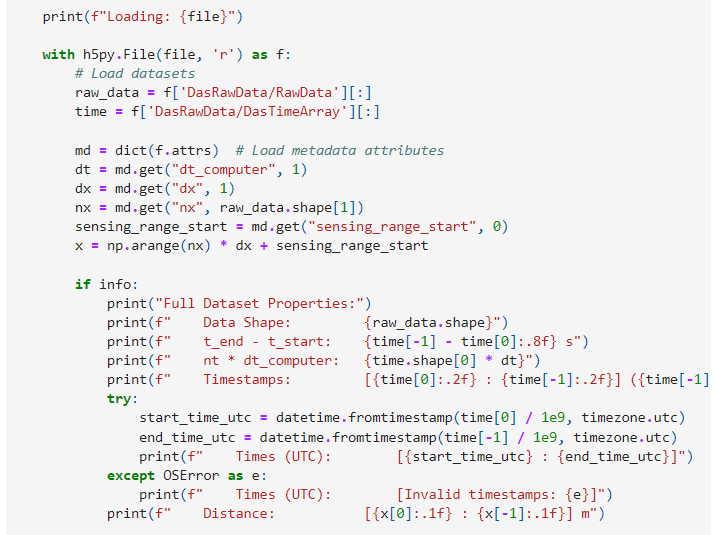 print(f"Loading: {file}")
with h5py.File(file, 'r') as f:
# Load datasets
raw_data = f['DasRawData/RawData'][:]
time = f['DasRawData/DasTimeArray'][:]
md = dict(f.attrs)  # Load metadata attributes
dt = md.get("dt_computer", 1)
dx = md.get("dx", 1)
nx = md.get("nx", raw_data.shape[1])
sensing_range_start = md.get("sensing_range_start", 0)
x = np.arange(nx) * dx + sensing_range_start
if info:
print("Full Dataset Properties:")
print(f"    Data Shape:         {raw_data.shape}")
print(f"    t_end - t_start:    {time[-1] - time[0]:.8f} s")
print(f"    nt * dt_computer:   {time.shape[0] * dt}")
print(f"    Timestamps:         [{time[0]:.2f} : {time[-1]:.2f}] ({time[-1]
try:
start_time_utc = datetime.fromtimestamp(time[0] / 1e9, timezone.utc)
end_time_utc = datetime.fromtimestamp(time[-1] / 1e9, timezone.utc)
print(f"    Times (UTC):        [{start_time_utc} : {end_time_utc}]")
except OSError as e:
print(f"    Times (UTC):        [Invalid timestamps: {e}]")
print(f"    Distance:           [{x[0]:.1f} : {x[-1]:.1f}] m")